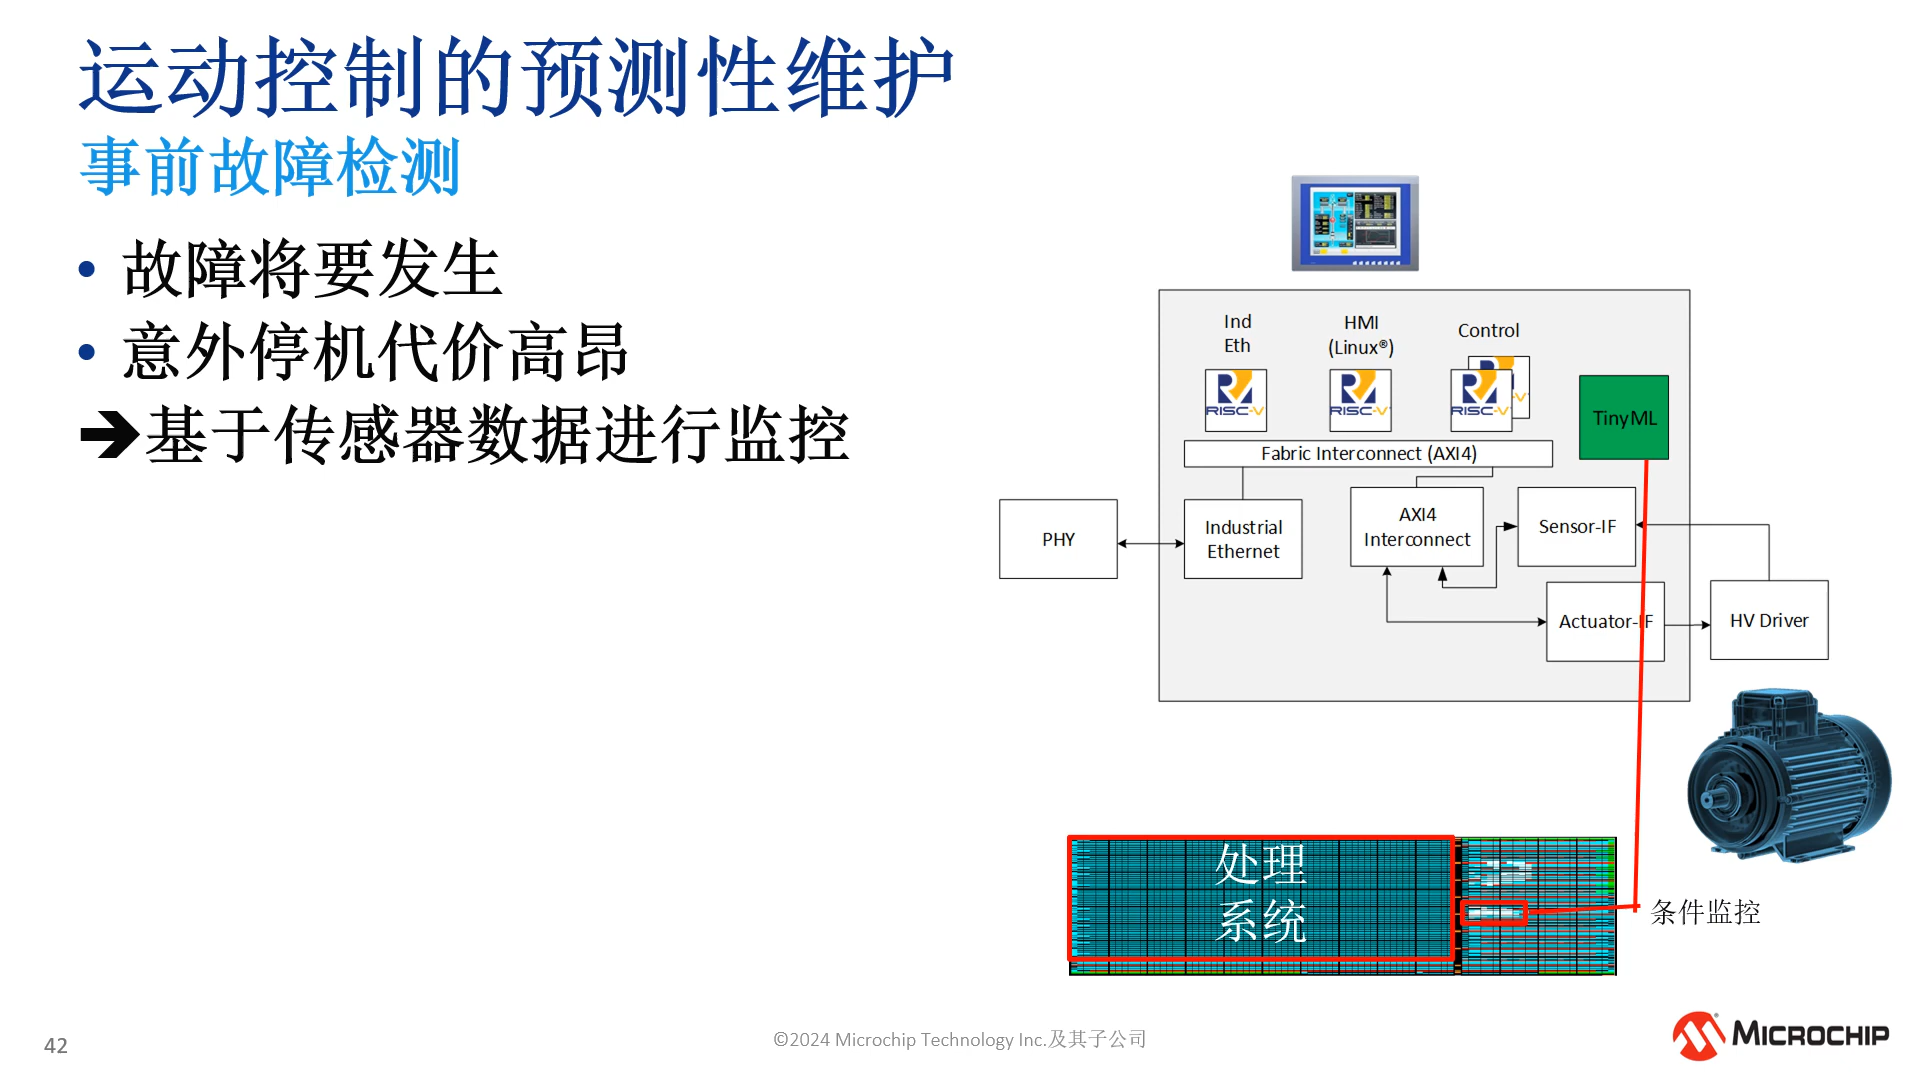 运动控制的预测性维护
事前故障检测
• 故障将要发生
• 意外停机代价高昂
➔基于传感器数据进行监控
Ind
Eth
HMI
(Linux®)
Control
RISC-V
RISC-V
RISC-V
TinyML
Fabric Interconnect (AXI4)
PHY
Industrial
Ethernet
AXI4
Interconnect
Sensor-IF
Actuator-IF
HV Driver
处理
系统
条件监控
42
©2024 Microchip Technology Inc.及其子公司
MICROCHIP